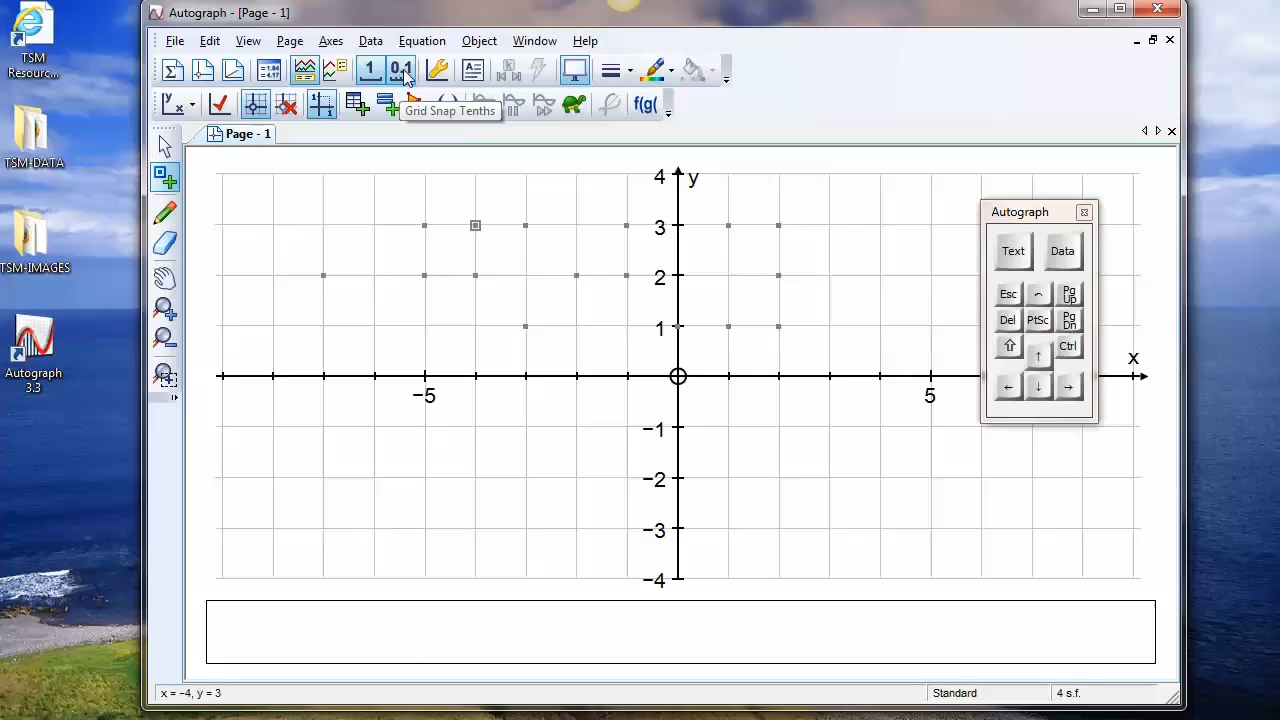 TSM
Resourc...
TSM-DATA
TSM-IMAGES
Autograph
3.3
Autograph - [Page - 1]
File Edit View Page Axes Data Equation Object Window Help
1 0.1 A
y x f(g(
Grid Snap Tenths
Page - 1
y
4
3
2
1
x
−5 5
−1
−2
−3
−4
Autograph
Text Data
Esc Pg Up
Del PtSc Pg Dn
⇧ ↑ Ctrl
← ↓ →
x = −4, y = 3 Standard 4 s.f.